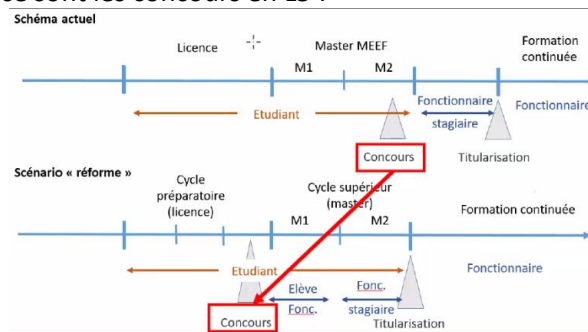 Schéma actuel
Licence
Master MEEF
Formation
continuée
M1
M2
Etudiant
Fonctionnaire
stagiaire
Fonctionnaire
Concours
Titularisation
Scénario « réforme »
Cycle
préparatoire
(licence)
Cycle supérieur
(master)
Formation continuée
M1
M2
Etudiant
Elève
Fonc.
Fonc.
stagiaire
Fonctionnaire
Concours
Titularisation